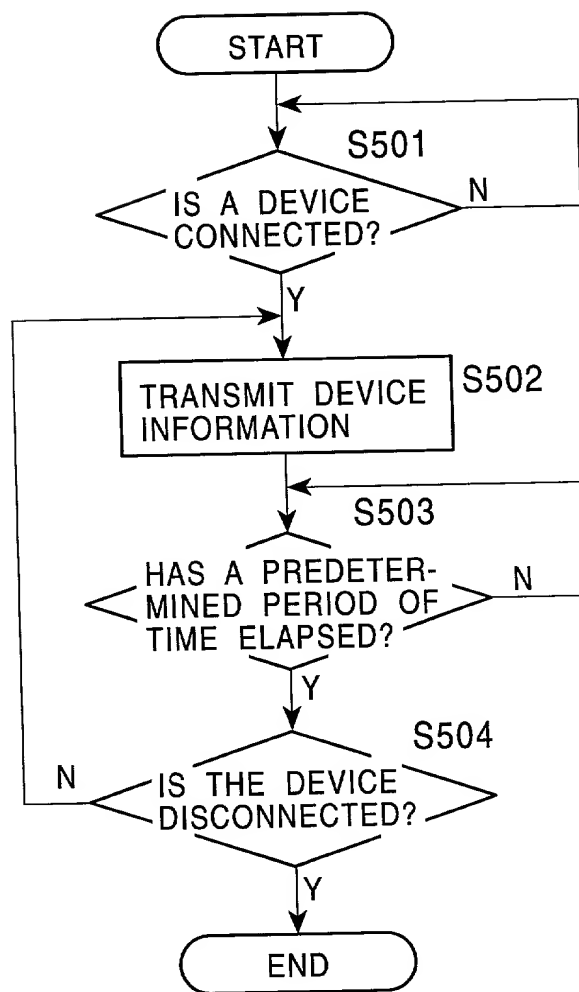 START
S501
IS A DEVICE
CONNECTED?
N
Y
S502
TRANSMIT DEVICE
INFORMATION
S503
HAS A PREDETER-
MINED PERIOD OF
TIME ELAPSED?
N
Y
S504
IS THE DEVICE
DISCONNECTED?
N
Y
END